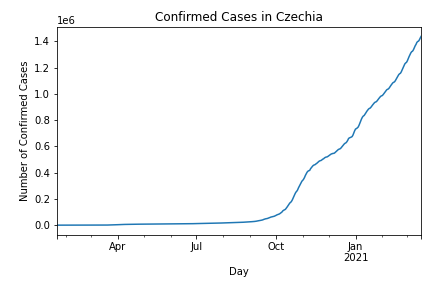 Confirmed Cases in Czechia
1e6
1.4
1.2
1.0
0.8
0.6
0.4
0.2
0.0
Number of Confirmed Cases
Apr Jul Oct Jan
2021
Day